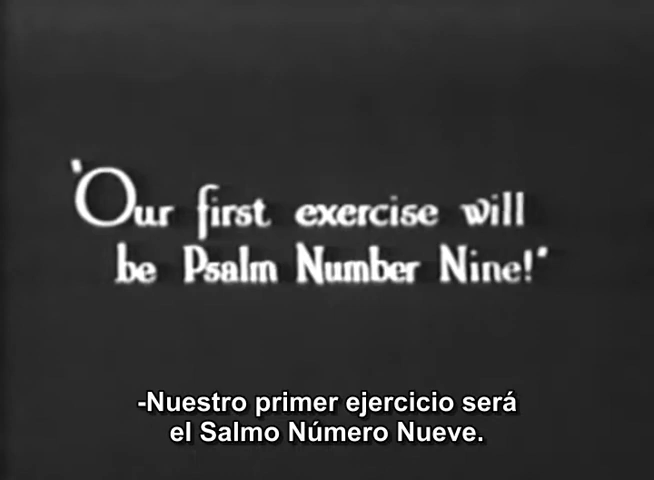 "Our first exercise will
be Psalm Number Nine!"
-Nuestro primer ejercicio será
el Salmo Número Nueve.